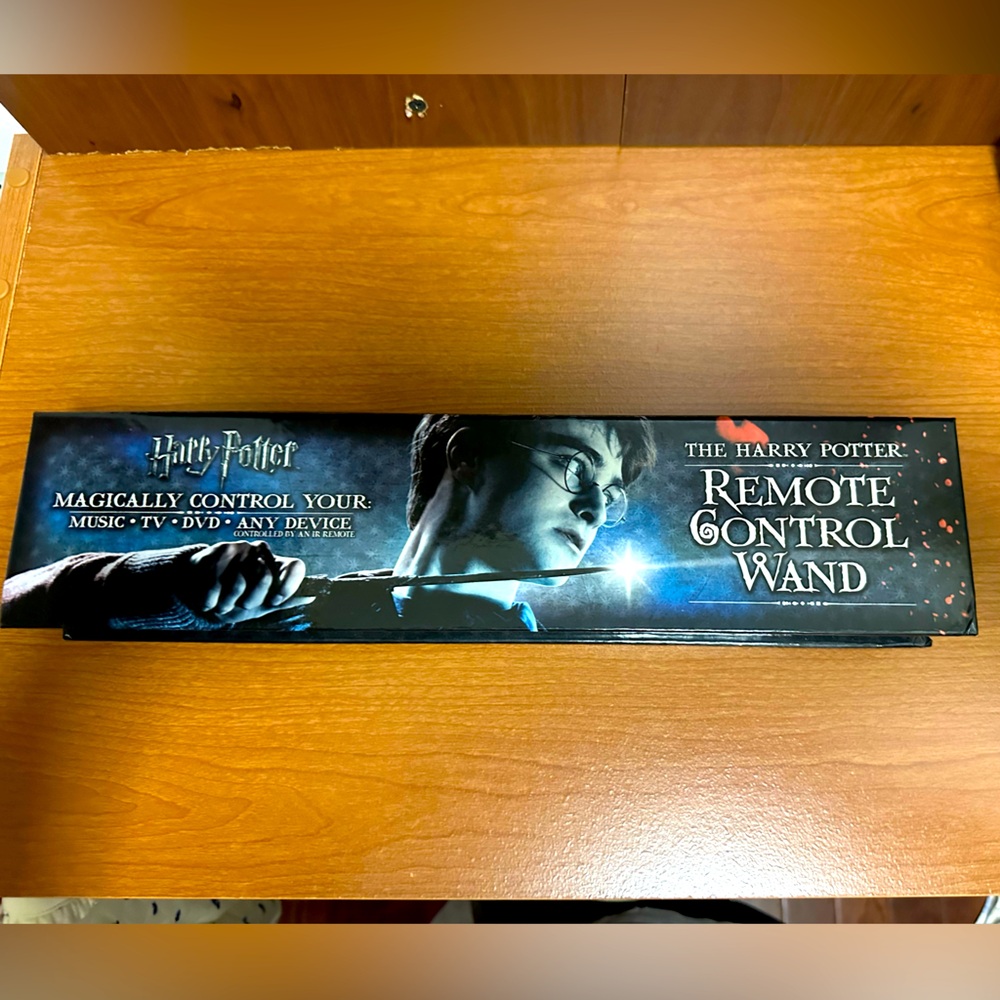 Harry Potter
MAGICALLY CONTROL YOUR:
MUSIC • TV • DVD • ANY DEVICE
CONTROLLED BY AN IR REMOTE
THE HARRY POTTER™
REMOTE
CONTROL
WAND